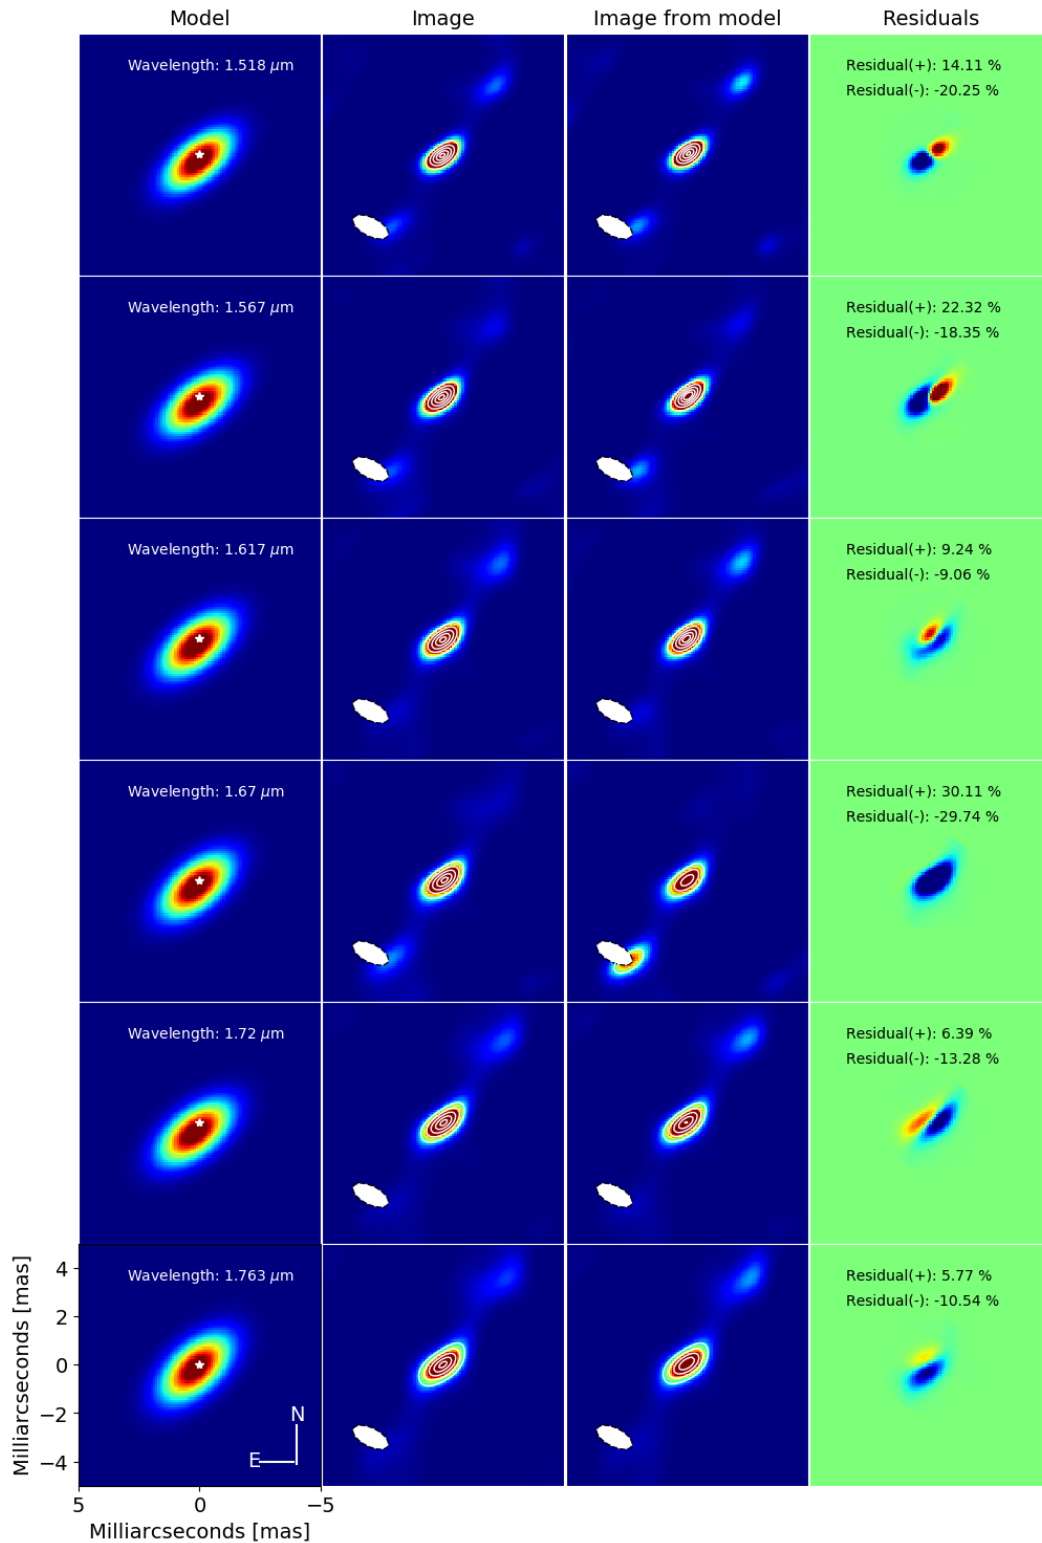 Model Image Image from model Residuals
Wavelength: 1.518 μm
Residual(+): 14.11 %
Residual(-): -20.25 %
Wavelength: 1.567 μm
Residual(+): 22.32 %
Residual(-): -18.35 %
Wavelength: 1.617 μm
Residual(+): 9.24 %
Residual(-): -9.06 %
Wavelength: 1.67 μm
Residual(+): 30.11 %
Residual(-): -29.74 %
Wavelength: 1.72 μm
Residual(+): 6.39 %
Residual(-): -13.28 %
Wavelength: 1.763 μm
Residual(+): 5.77 %
Residual(-): -10.54 %
Milliarcseconds [mas]
4
2
0
−2
−4
N
E
5 0 −5
Milliarcseconds [mas]